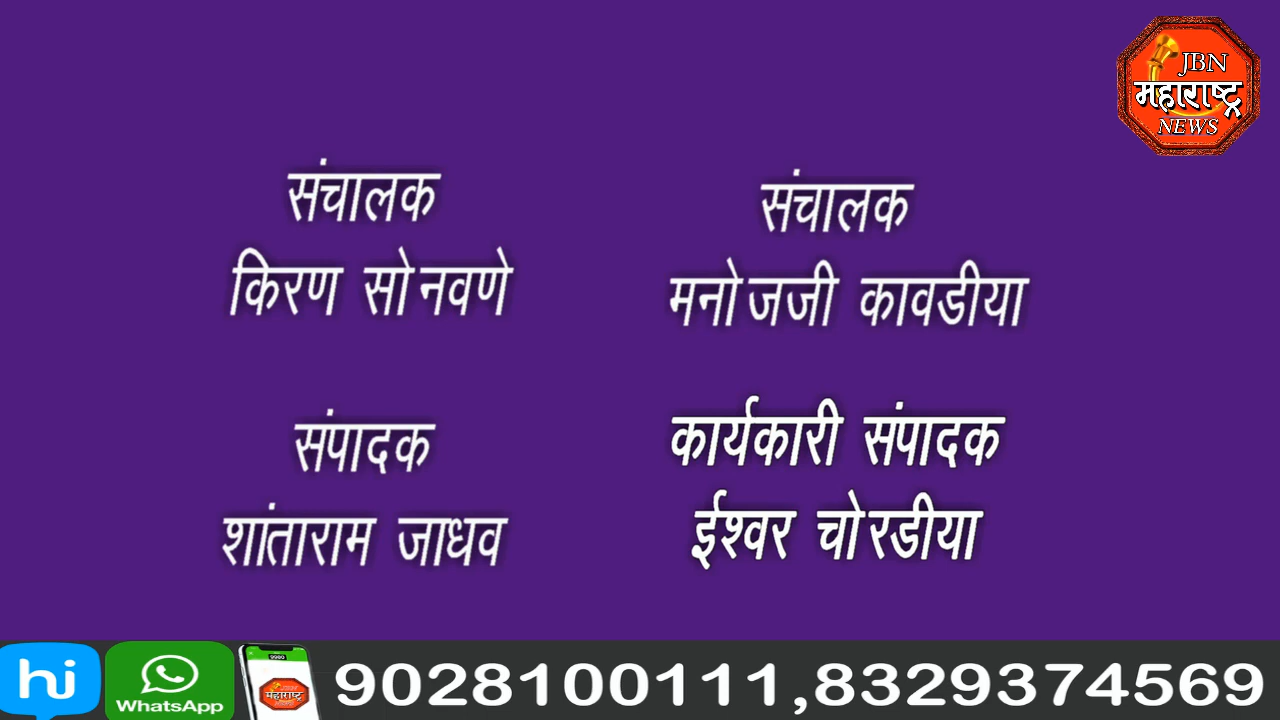 JBN
महाराष्ट्र
NEWS
संचालक
किरण सोनवणे
संचालक
मनोजजी कावडीया
संपादक
शांताराम जाधव
कार्यकारी संपादक
ईश्वर चोरडीया
hi
WhatsApp
महाराष्ट्र
9028100111,8329374569